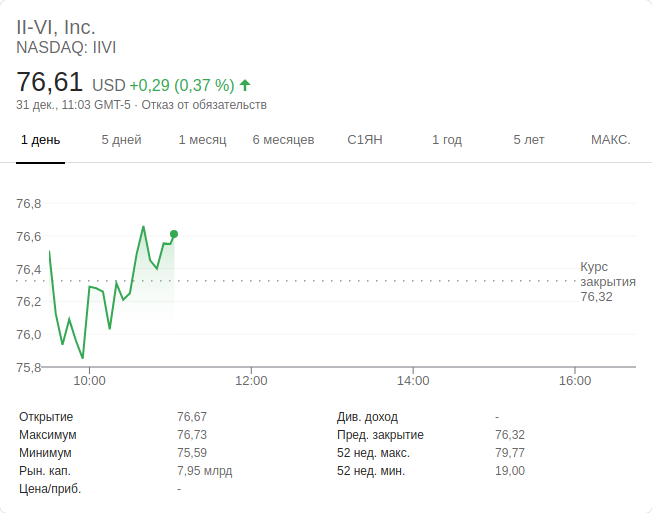 II-VI, Inc.
NASDAQ: IIVI
76,61 USD +0,29 (0,37 %)
31 дек., 11:03 GMT-5 · Отказ от обязательств
1 день 5 дней 1 месяц 6 месяцев С1ЯН 1 год 5 лет МАКС.
76,8
76,6
76,4
76,2
76,0
75,8
Курс
закрытия
76,32
10:00 12:00 14:00 16:00
Открытие 76,67 Див. доход -
Максимум 76,73 Пред. закрытие 76,32
Минимум 75,59 52 нед. макс. 79,77
Рын. кап. 7,95 млрд 52 нед. мин. 19,00
Цена/приб. -